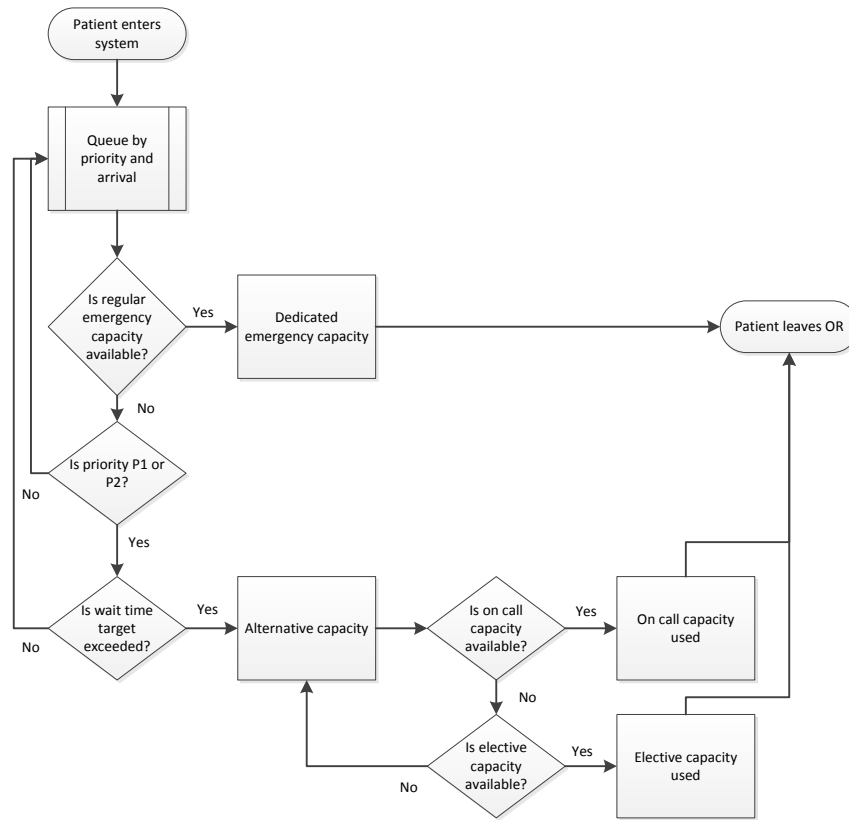 Patient enters
system
Queue by
priority and
arrival
Is regular
emergency
capacity
available?
Yes
Dedicated
emergency capacity
Patient leaves OR
No
Is priority P1 or
P2?
No
Yes
Is wait time
target
exceeded?
Yes
No
Alternative capacity
Is on call
capacity
available?
Yes
On call capacity
used
No
Is elective
capacity
available?
Yes
No
Elective capacity
used